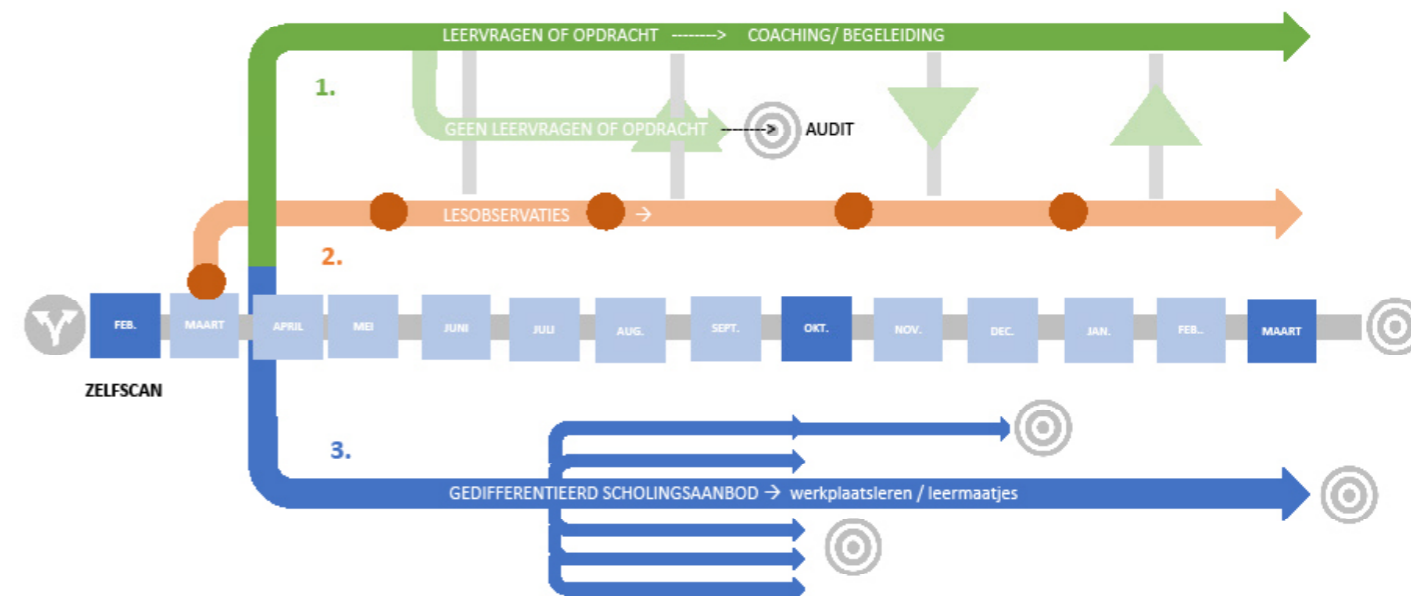 LEERVRAGEN OF OPDRACHT --------> COACHING/ BEGELEIDING
1.
GEEN LEERVRAGEN OF OPDRACHT --------> AUDIT
LESOBSERVATIES →
2.
FEB. MAART APRIL MEI JUNI JULI AUG. SEPT. OKT. NOV. DEC. JAN. FEB.. MAART
ZELFSCAN
3.
GEDIFFERENTIEERD SCHOLINGSAANBOD → werkplaatsleren / leermaatjes